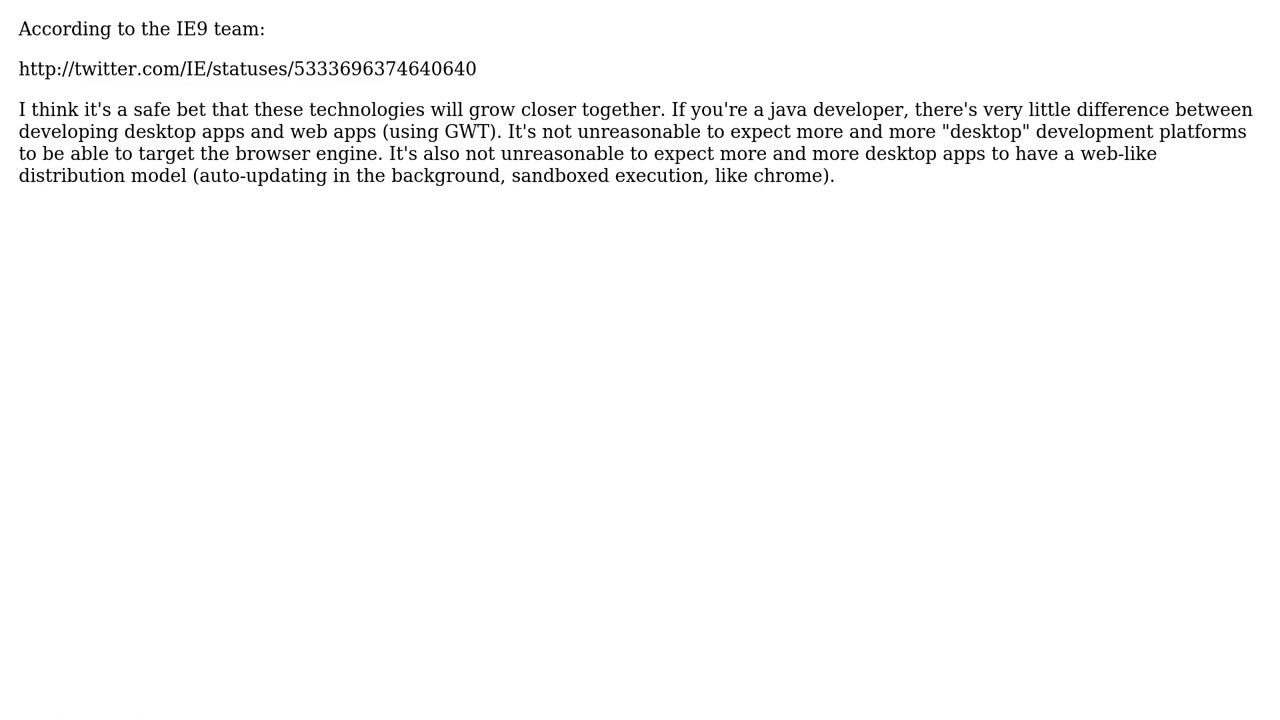 According to the IE9 team:
http://twitter.com/IE/statuses/5333696374640640
I think it's a safe bet that these technologies will grow closer together. If you're a java developer, there's very little difference between
developing desktop apps and web apps (using GWT). It's not unreasonable to expect more and more "desktop" development platforms
to be able to target the browser engine. It's also not unreasonable to expect more and more desktop apps to have a web-like
distribution model (auto-updating in the background, sandboxed execution, like chrome).